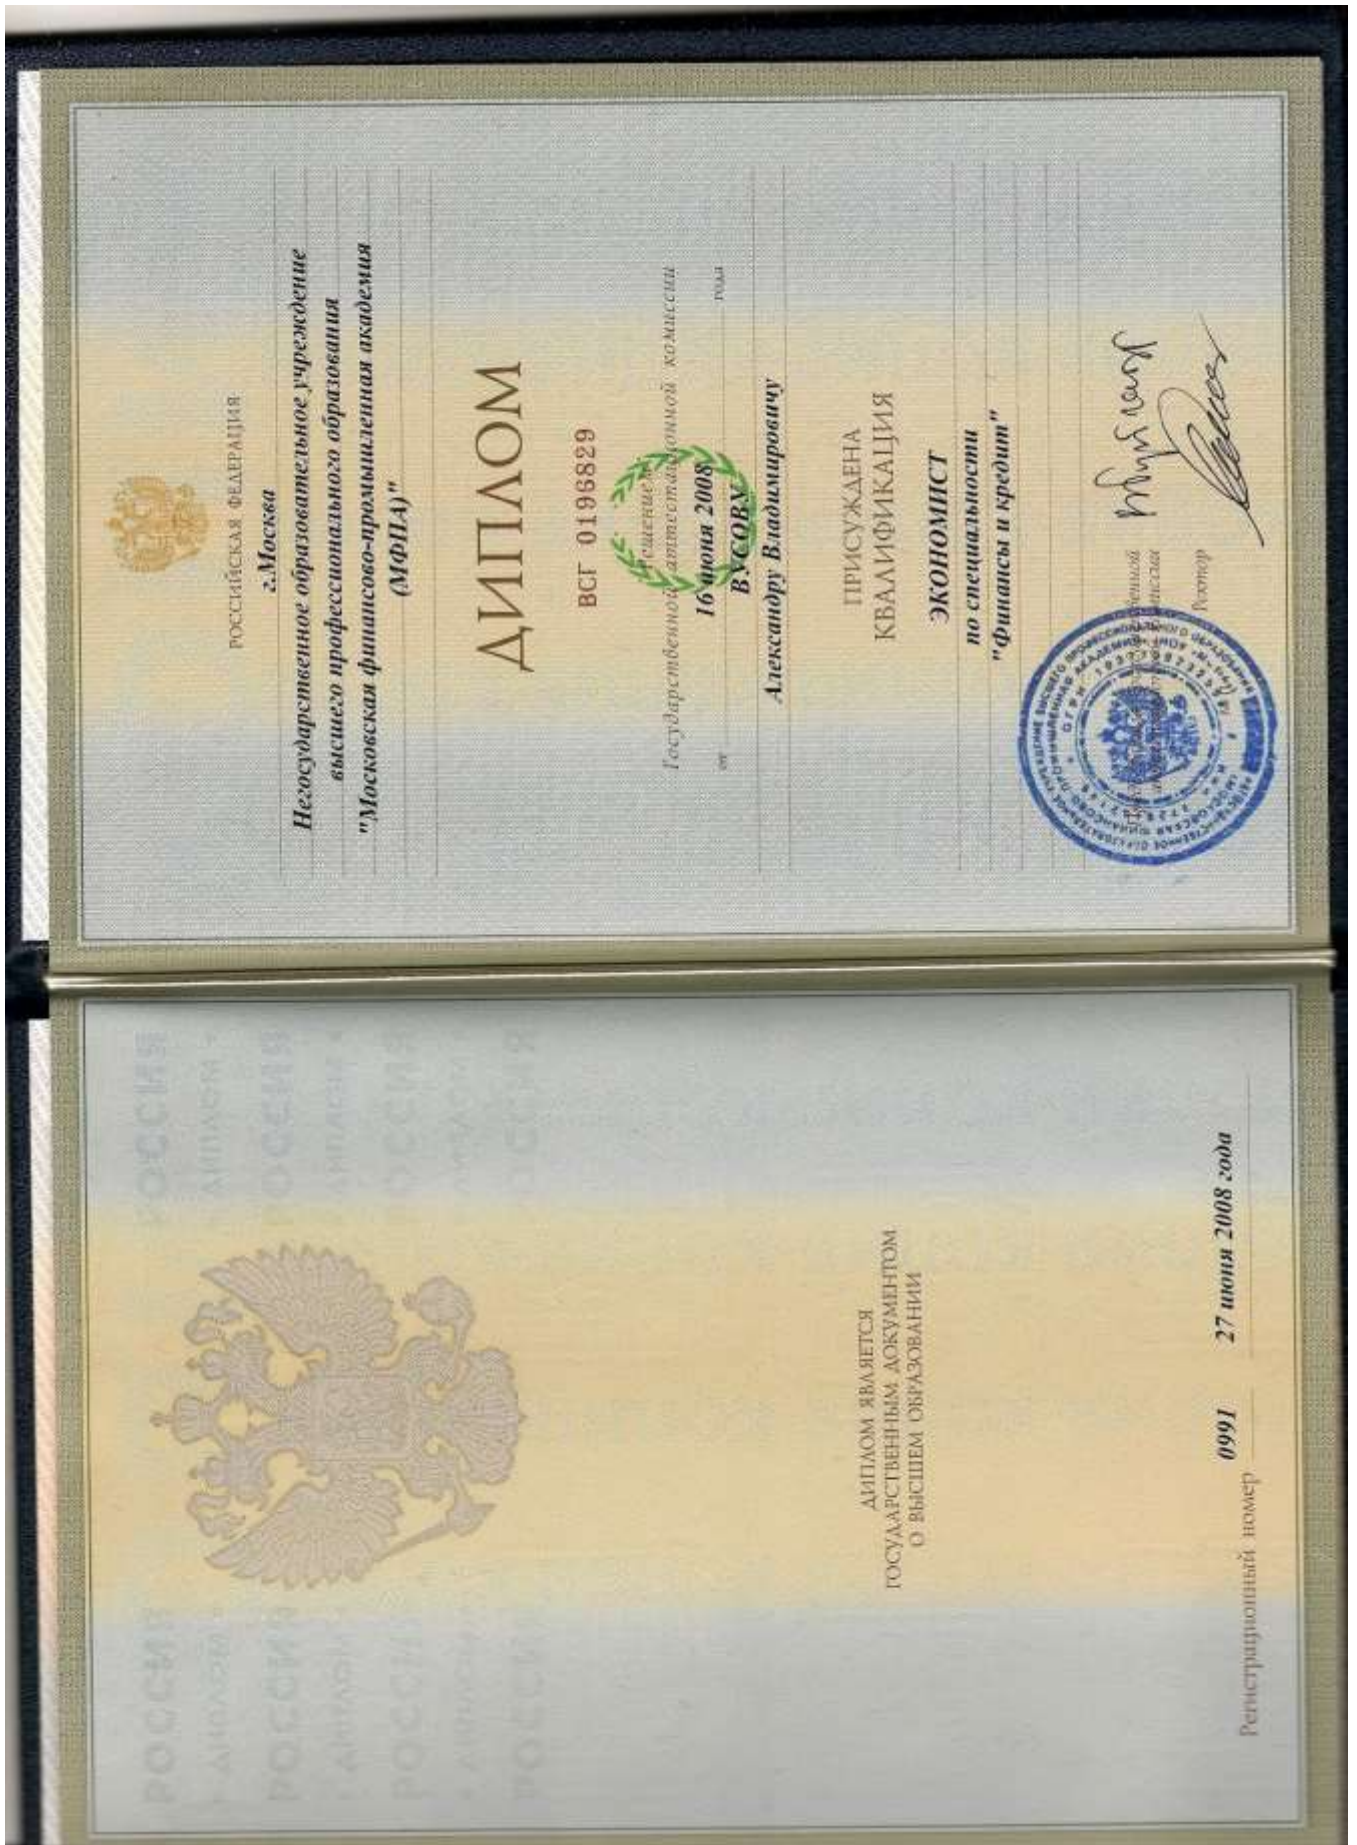 ДИПЛОМ ЯВЛЯЕТСЯ
ГОСУДАРСТВЕННЫМ ДОКУМЕНТОМ
О ВЫСШЕМ ОБРАЗОВАНИИ
Регистрационный номер 0991 27 июня 2008 года
РОССИЙСКАЯ ФЕДЕРАЦИЯ
г.Москва
Негосударственное образовательное учреждение
высшего профессионального образования
"Московская финансово-промышленная академия
(МФПА)"
ДИПЛОМ
ВСГ 0196829
Решением
Государственной аттестационной комиссии
от 16 июня 2008 года
ВУСОВУ
Александру Владимировичу
ПРИСУЖДЕНА
КВАЛИФИКАЦИЯ
ЭКОНОМИСТ
по специальности
"Финансы и кредит"
Ректор